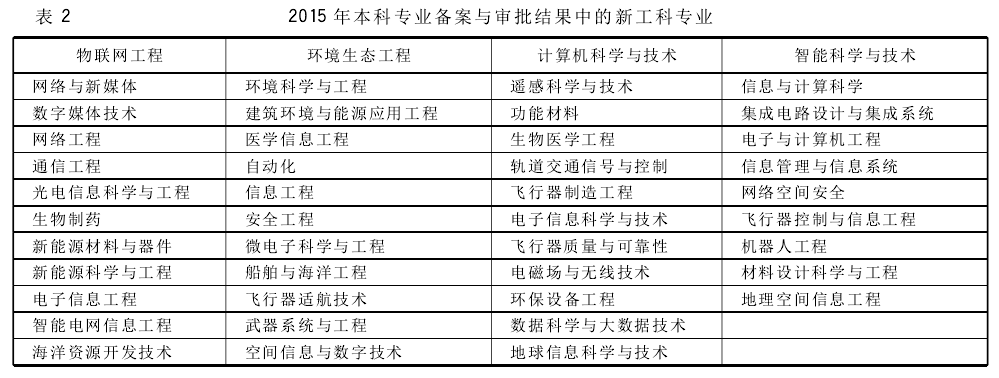 表 2 2015 年本科专业备案与审批结果中的新工科专业
物联网工程 环境生态工程 计算机科学与技术 智能科学与技术
网络与新媒体 环境科学与工程 遥感科学与技术 信息与计算科学
数字媒体技术 建筑环境与能源应用工程 功能材料 集成电路设计与集成系统
网络工程 医学信息工程 生物医学工程 电子与计算机工程
通信工程 自动化 轨道交通信号与控制 信息管理与信息系统
光电信息科学与工程 信息工程 飞行器制造工程 网络空间安全
生物制药 安全工程 电子信息科学与技术 飞行器控制与信息工程
新能源材料与器件 微电子科学与工程 飞行器质量与可靠性 机器人工程
新能源科学与工程 船舶与海洋工程 电磁场与无线技术 材料设计科学与工程
电子信息工程 飞行器适航技术 环保设备工程 地理空间信息工程
智能电网信息工程 武器系统与工程 数据科学与大数据技术
海洋资源开发技术 空间信息与数字技术 地球信息科学与技术